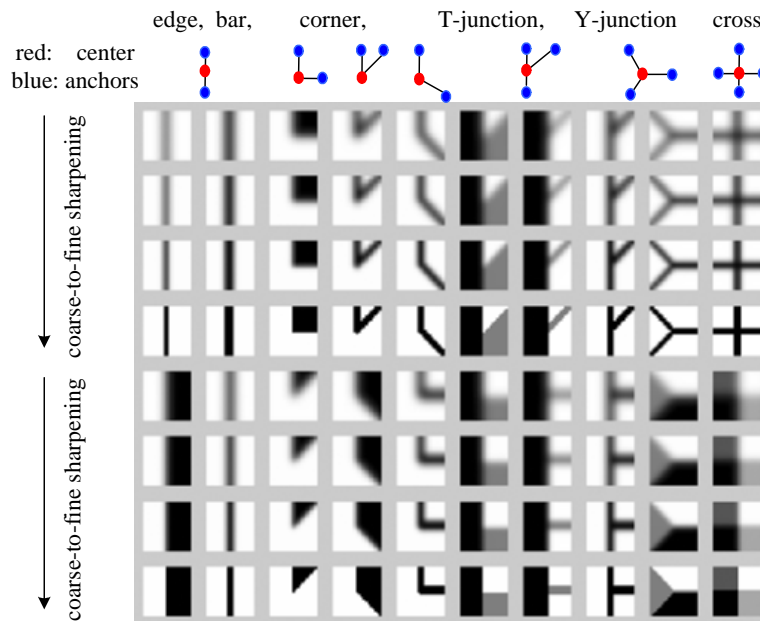 edge, bar, corner, T-junction, Y-junction cross
red: center
blue: anchors
coarse-to-fine sharpening
coarse-to-fine sharpening